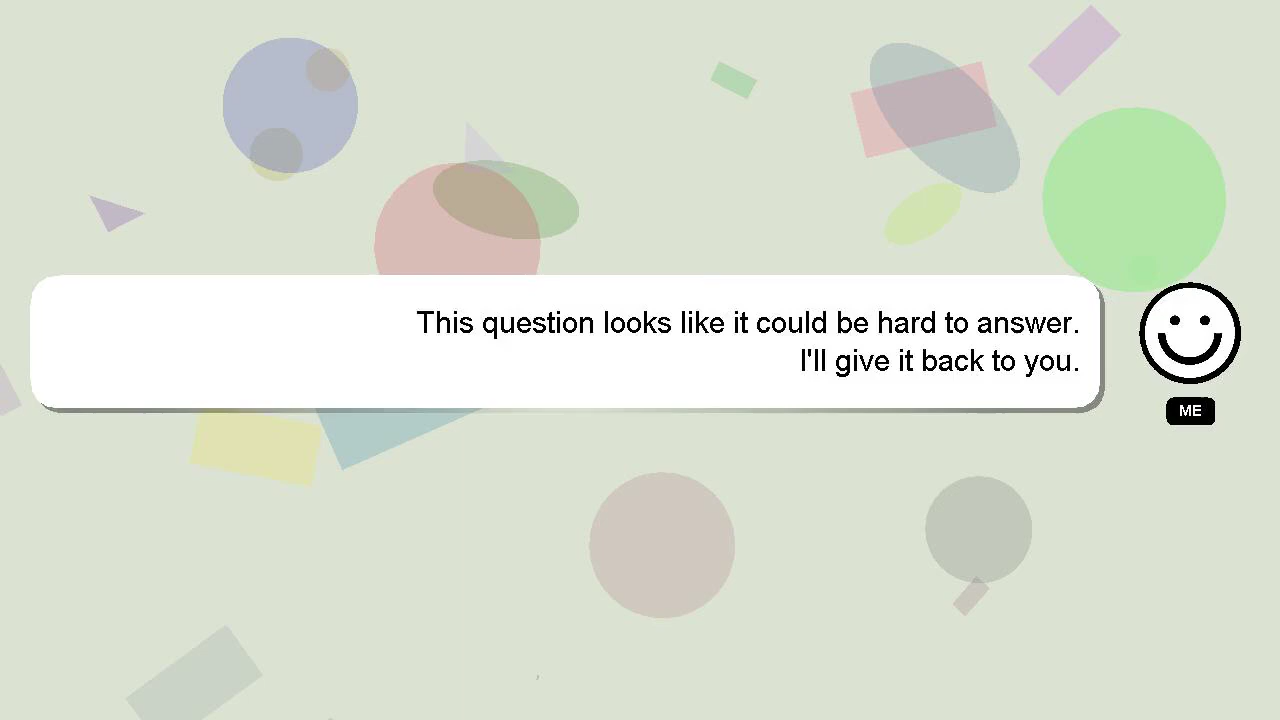 This question looks like it could be hard to answer.
I'll give it back to you.
ME